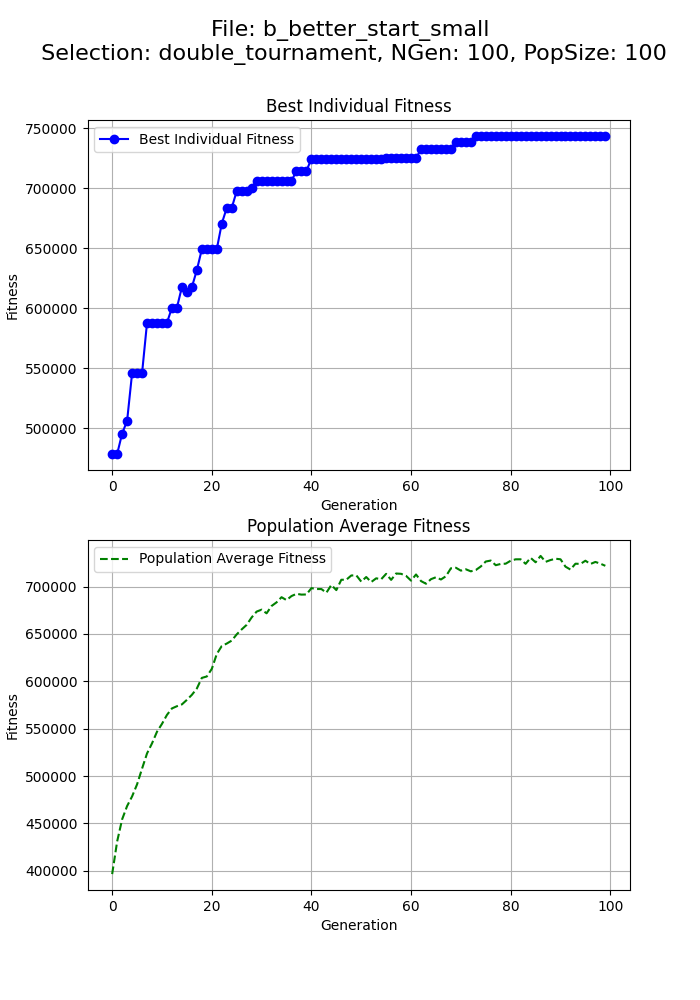 File: b_better_start_small
Selection: double_tournament, NGen: 100, PopSize: 100
Best Individual Fitness
Best Individual Fitness
750000
700000
650000
600000
550000
500000
Fitness
0 20 40 60 80 100
Generation
Population Average Fitness
Population Average Fitness
700000
650000
600000
550000
500000
450000
400000
Fitness
0 20 40 60 80 100
Generation